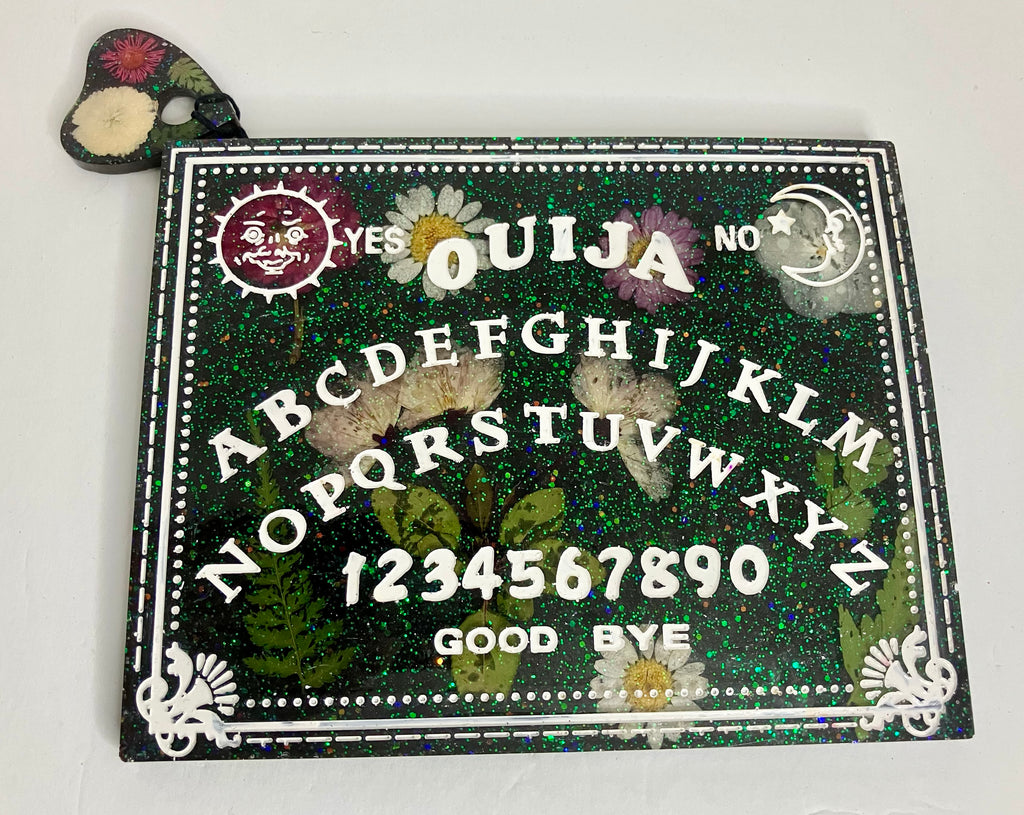 YES OUIJA NO
ABCDEFGHIJKLM
NOPQRSTUVWXYZ
1234567890
GOOD BYE